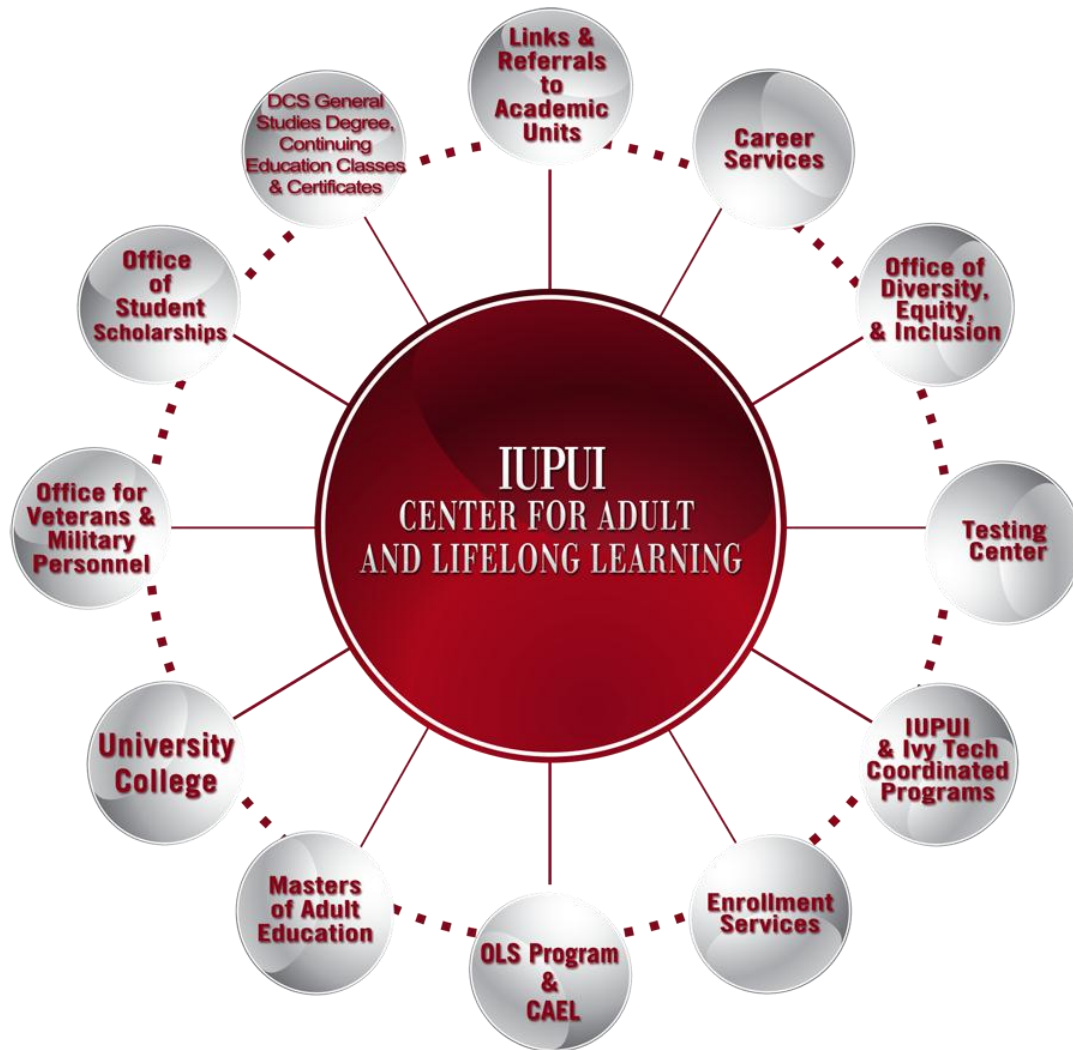 Links &
Referrals
to
Academic
Units
Career
Services
Office of
Diversity,
Equity,
& Inclusion
Testing
Center
IUPUI
& Ivy Tech
Coordinated
Programs
Enrollment
Services
OLS Program
&
CAEL
Masters
of Adult
Education
University
College
Office for
Veterans &
Military
Personnel
Office
of
Student
Scholarships
DCS General
Studies Degree,
Continuing
Education Classes
& Certificates
IUPUI
CENTER FOR ADULT
AND LIFELONG LEARNING